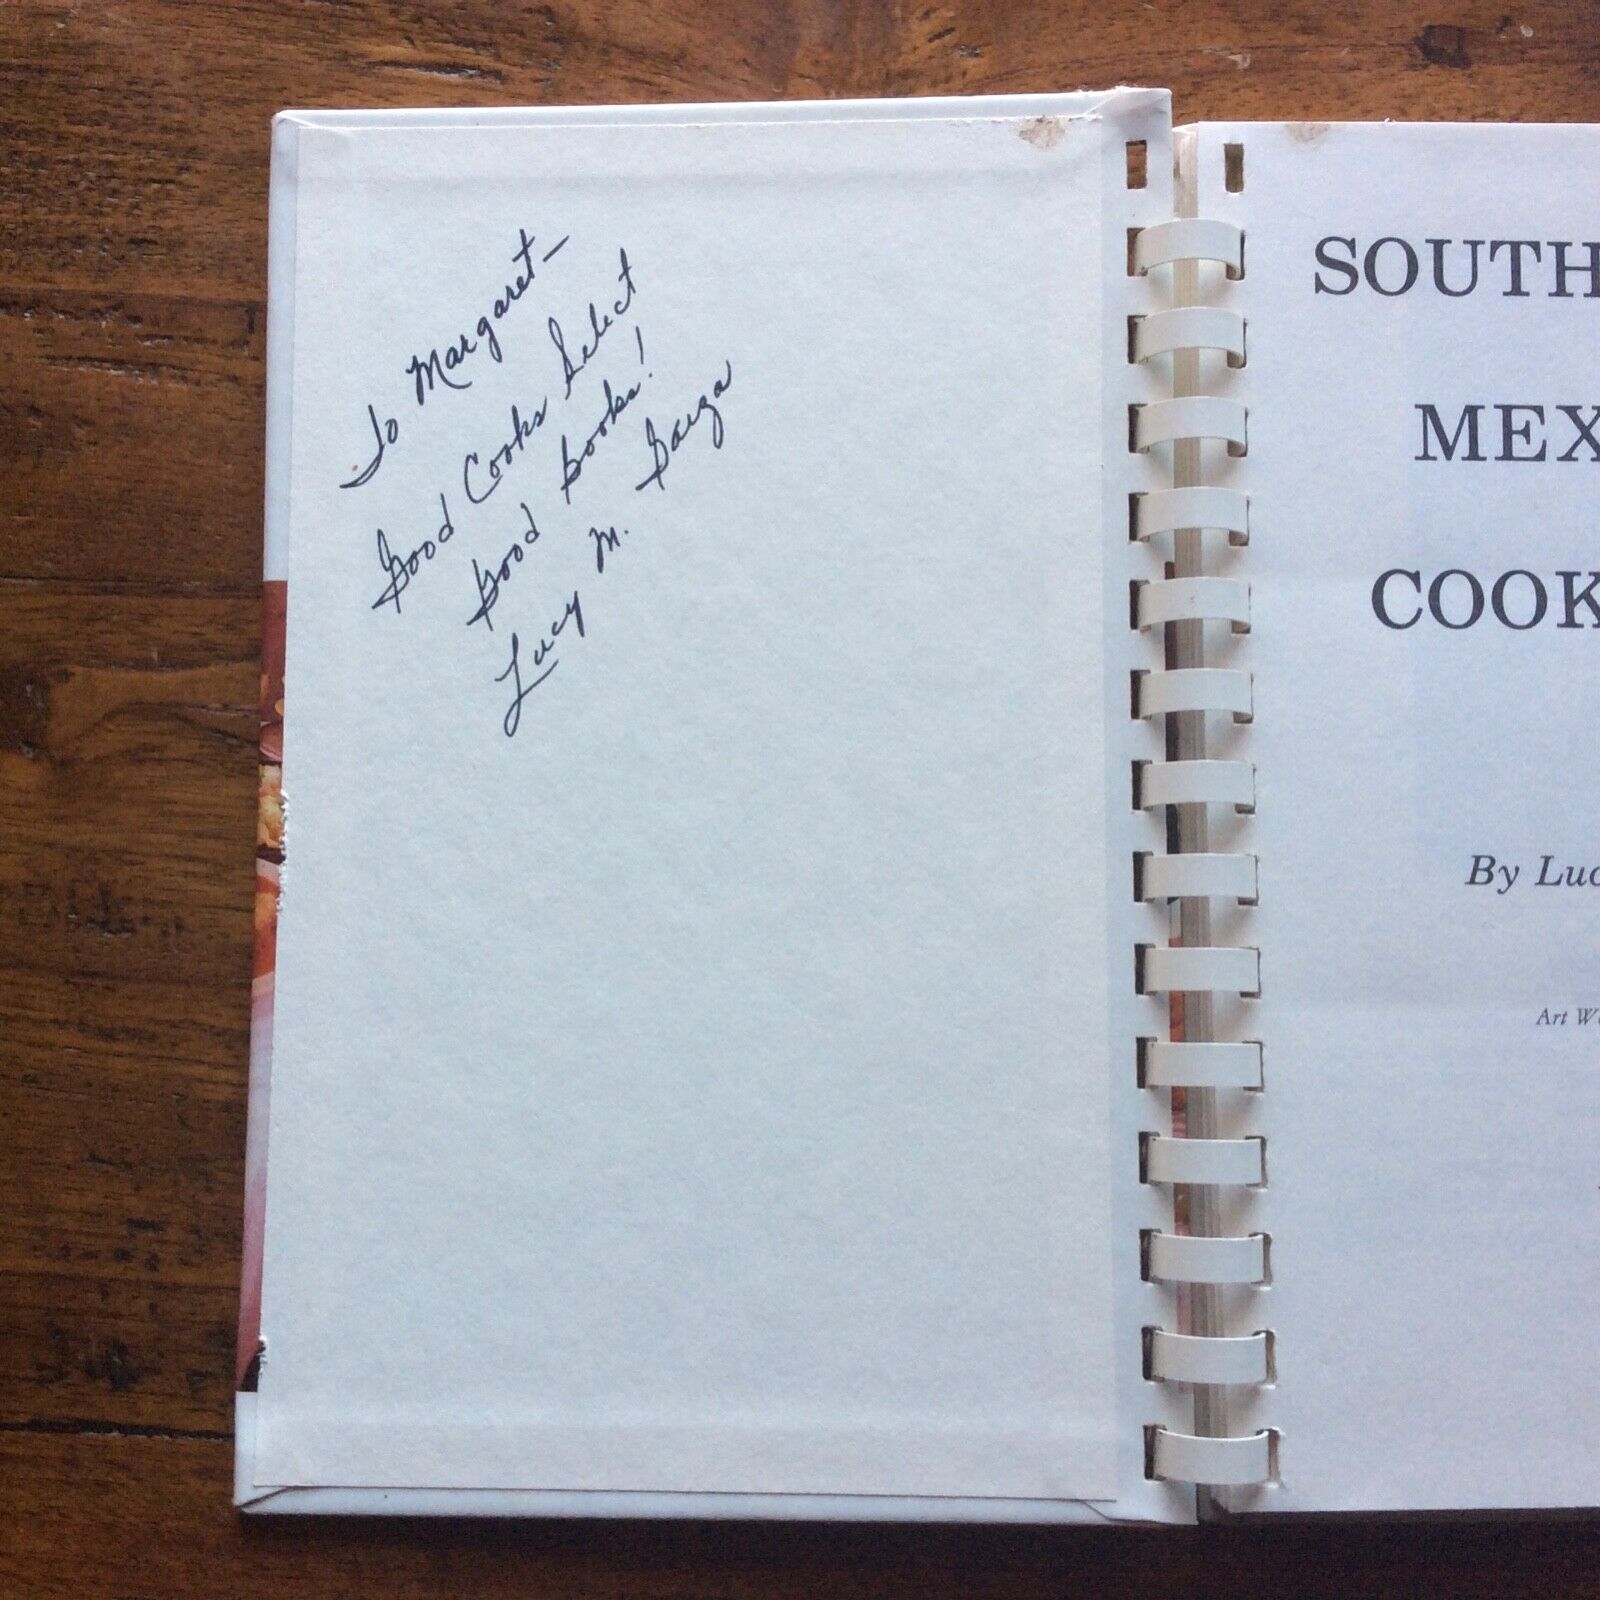 To Margaret—
Good Cooks Select
good books!
Lucy M. Garza
SOUTH
MEX
COOK
By Luc
Art W